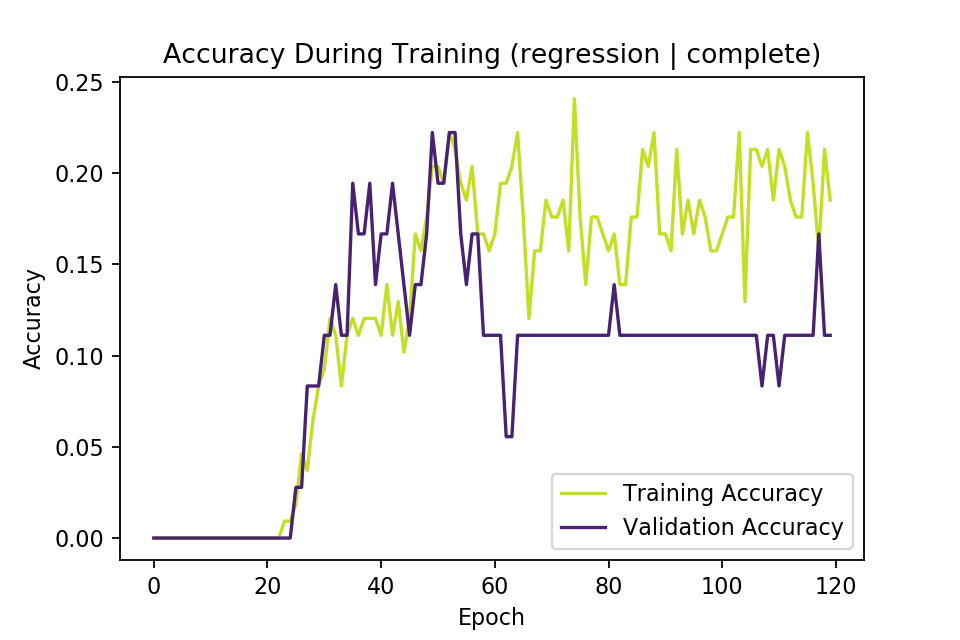 Accuracy During Training (regression | complete)
0.25
0.20
0.15
0.10
0.05
0.00
Accuracy
Training Accuracy
Validation Accuracy
0 20 40 60 80 100 120
Epoch